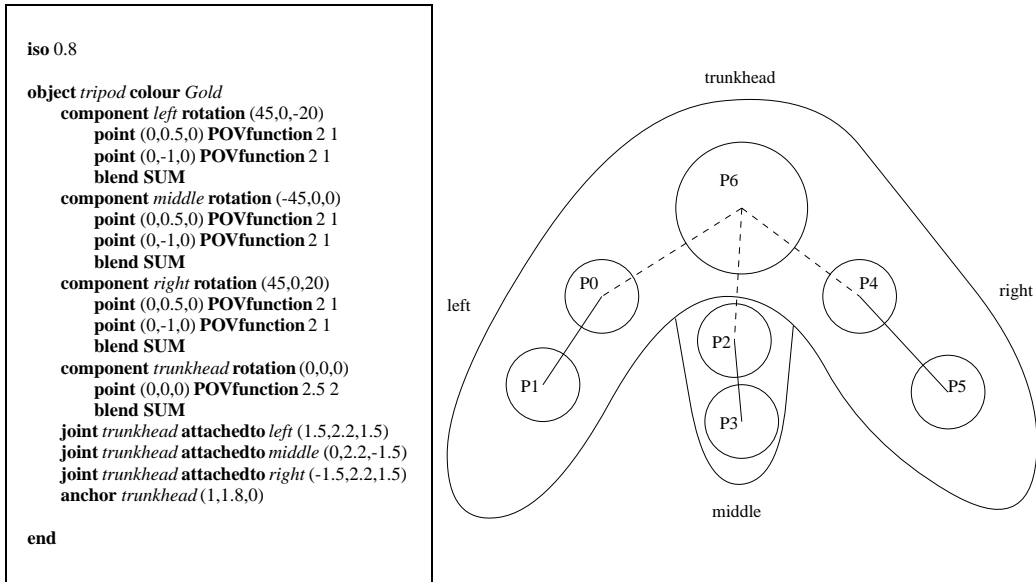 iso 0.8
object tripod colour Gold
component left rotation (45,0,-20)
point (0,0.5,0) POVfunction 2 1
point (0,-1,0) POVfunction 2 1
blend SUM
component middle rotation (-45,0,0)
point (0,0.5,0) POVfunction 2 1
point (0,-1,0) POVfunction 2 1
blend SUM
component right rotation (45,0,20)
point (0,0.5,0) POVfunction 2 1
point (0,-1,0) POVfunction 2 1
blend SUM
component trunkhead rotation (0,0,0)
point (0,0,0) POVfunction 2.5 2
blend SUM
joint trunkhead attachedto left (1.5,2.2,1.5)
joint trunkhead attachedto middle (0,2.2,-1.5)
joint trunkhead attachedto right (-1.5,2.2,1.5)
anchor trunkhead (1,1.8,0)
end
trunkhead
P6
P0
P4
left
right
P2
P1
P5
P3
middle